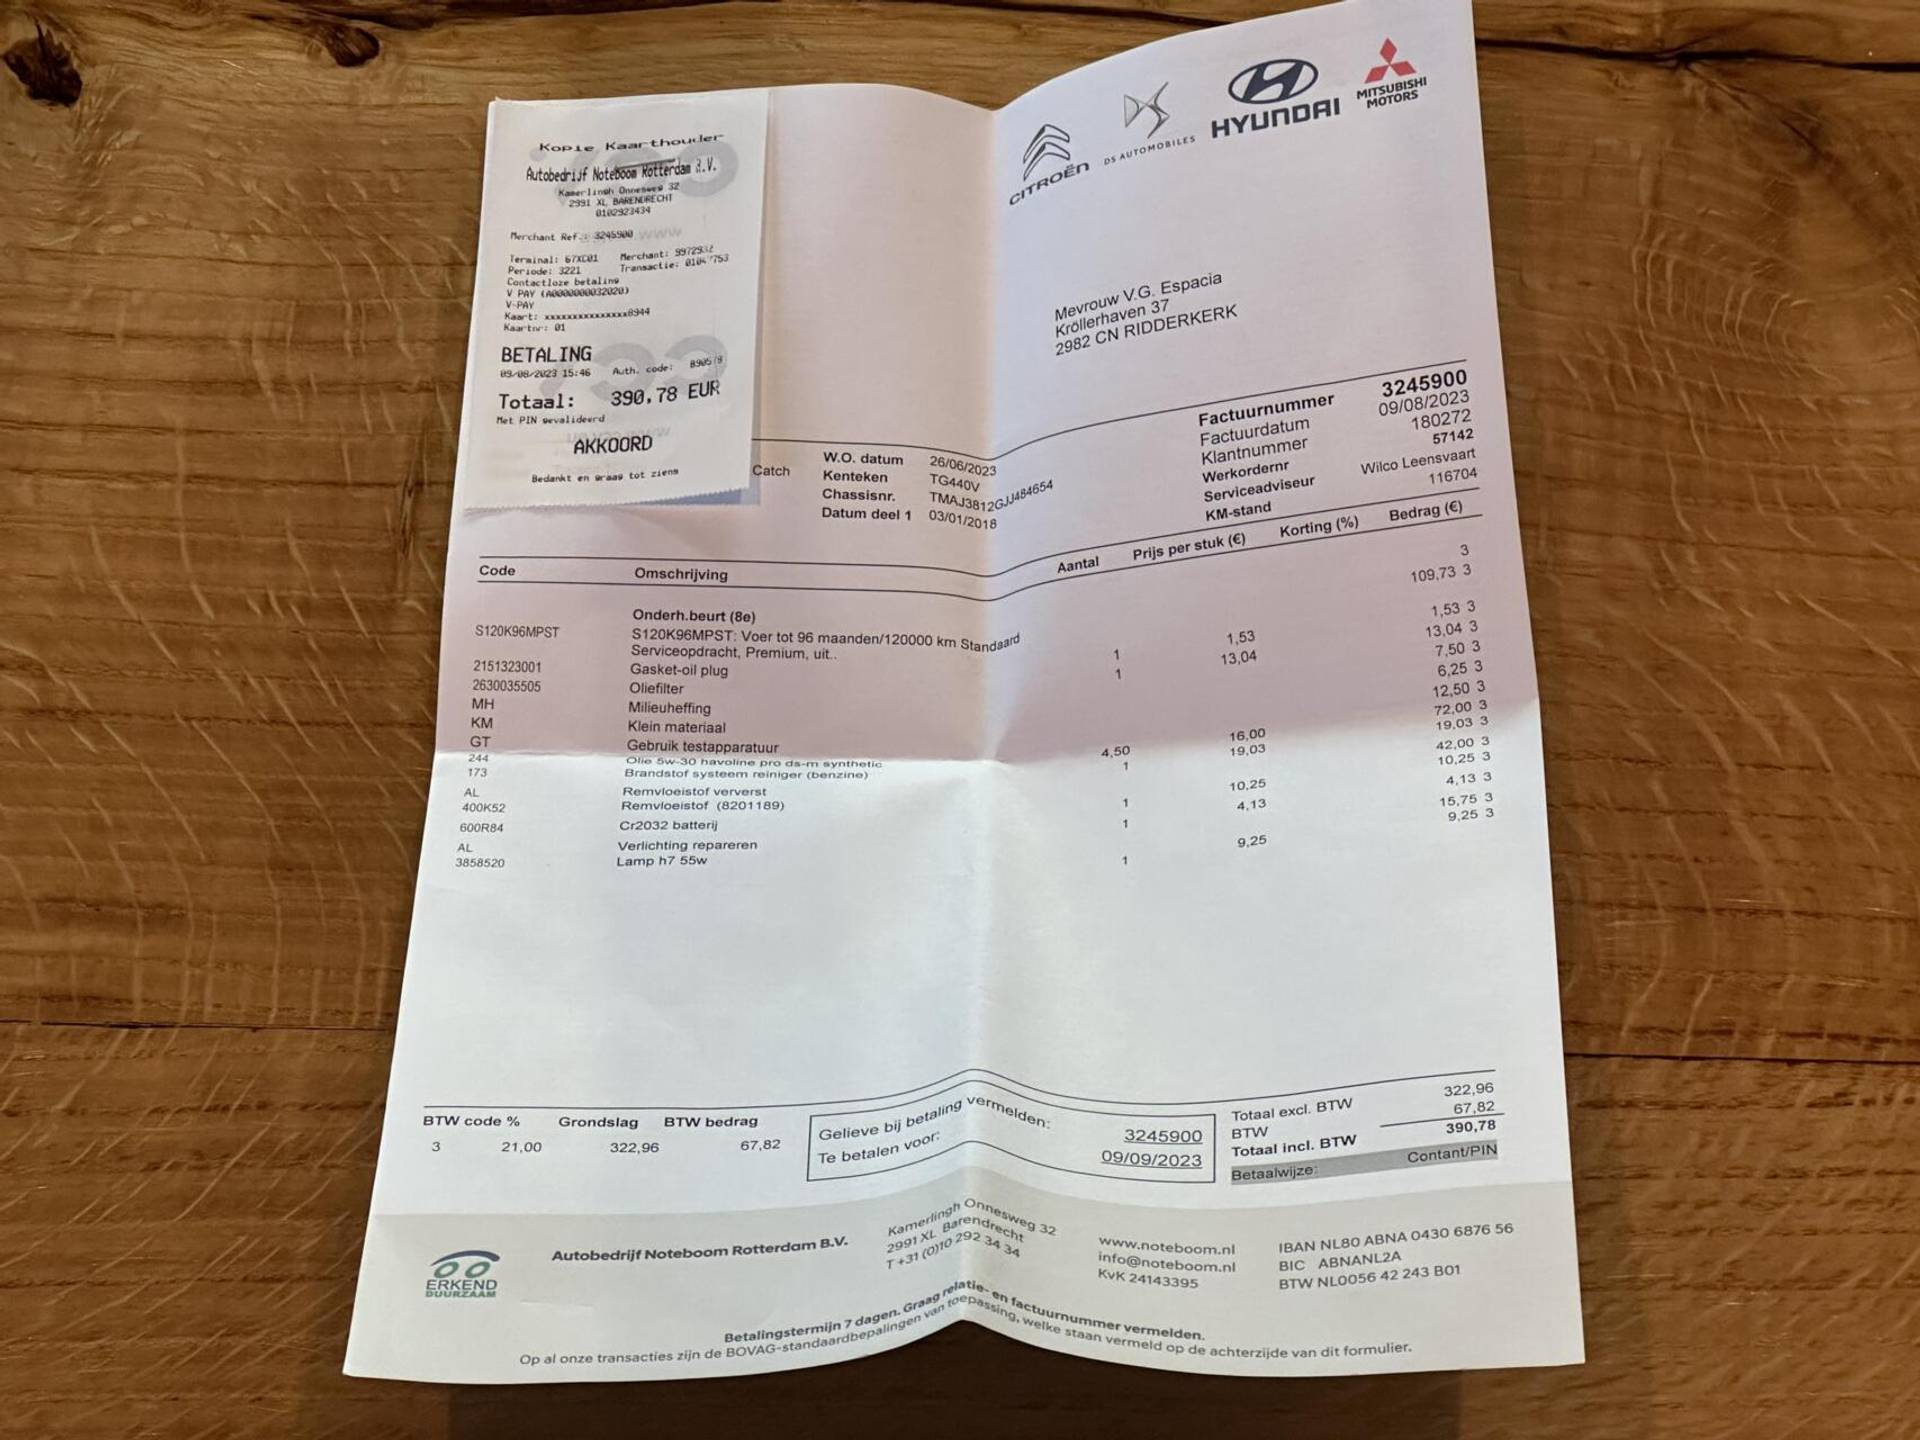 Kopie Kaarthouder
Autobedrijf Noteboom Rotterdam B.V.
Kamerlingh Onnesweg 32
2991 XL BARENDRECHT
0102923434
Merchant Ref.: 3245900
Terminal: 67XC01 Merchant:
Periode: 3221 Transactie:
Contactloze betaling
V PAY (A0000000032020)
V-PAY
Kaart: xxxxxxxxxxxxxxx8944
Kaartnr: 01
BETALING
09/08/2023 15:46 Auth. code:
Totaal: 390,78 EUR
Met PIN gevalideerd
AKKOORD
Bedankt en graag tot ziens
CITROËN
DS AUTOMOBILES
HYUNDAI
MITSUBISHI
MOTORS
Mevrouw V.G. Espacia
Kröllerhaven 37
2982 CN RIDDERKERK
Catch
W.O. datum 26/06/2023
Kenteken TG440V
Chassisnr. TMAJ3812GJJ484654
Datum deel 1 03/01/2018
Factuurnummer 3245900
Factuurdatum 09/08/2023
Klantnummer 180272
Werkordernr 57142
Serviceadviseur Wilco Leensvaart
KM-stand 116704
Code Omschrijving Aantal Prijs per stuk (€) Korting (%) Bedrag (€)
Onderh.beurt (8e) 3
S120K96MPST S120K96MPST: Voer tot 96 maanden/120000 km Standaard 109,73 3
Serviceopdracht, Premium, uit..
2151323001 Gasket-oil plug 1 1,53 1,53 3
2630035505 Oliefilter 1 13,04 13,04 3
MH Milieuheffing 7,50 3
KM Klein materiaal 6,25 3
GT Gebruik testapparatuur 12,50 3
244 Olie 5w-30 havoline pro ds-m synthetic 4,50 16,00 72,00 3
173 Brandstof systeem reiniger (benzine) 1 19,03 19,03 3
AL Remvloeistof ververst 42,00 3
400K52 Remvloeistof (8201189) 1 10,25 10,25 3
600R84 Cr2032 batterij 1 4,13 4,13 3
AL Verlichting repareren 15,75 3
3858520 Lamp h7 55w 1 9,25 9,25 3
BTW code % Grondslag BTW bedrag
3 21,00 322,96 67,82
Gelieve bij betaling vermelden: 3245900
Te betalen voor: 09/09/2023
Totaal excl. BTW 322,96
BTW 67,82
Totaal incl. BTW 390,78
Betaalwijze: Contant/PIN
ERKEND
DUURZAAM
Autobedrijf Noteboom Rotterdam B.V.
Kamerlingh Onnesweg 32
2991 XL Barendrecht
T +31 (0)10 292 34 34
www.noteboom.nl
info@noteboom.nl
KvK 24143395
IBAN NL80 ABNA 0430 6876 56
BIC ABNANL2A
BTW NL0056 42 243 B01
Betalingstermijn 7 dagen. Graag relatie- en factuurnummer vermelden.
Op al onze transacties zijn de BOVAG-standaardbepalingen van toepassing, welke staan vermeld op de achterzijde van dit formulier.